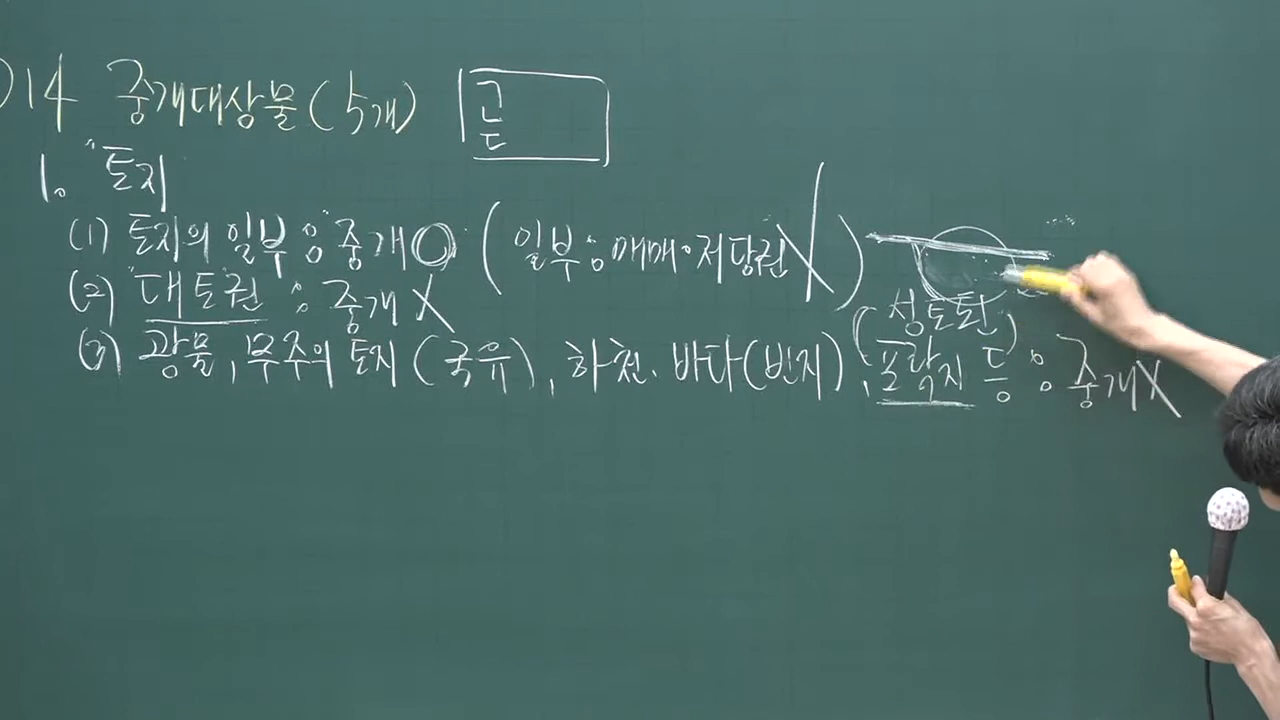 014 중개대상물(5개)
1. "토지
(1) 토지의 일부 : 중개 O (일부 : 매매·저당권 X)
(2) "대토권 : 중개 X
(성토된)
(3) 광물, 무주의 토지(국유), 하천·바다(빈지), 포락지 등 : 중개 X